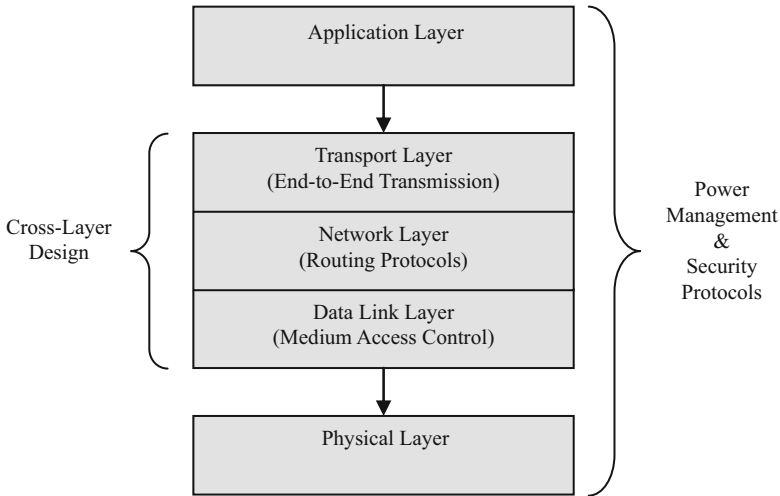 Application Layer
Transport Layer
(End-to-End Transmission)
Network Layer
(Routing Protocols)
Data Link Layer
(Medium Access Control)
Physical Layer
Cross-Layer
Design
Power
Management
&
Security
Protocols